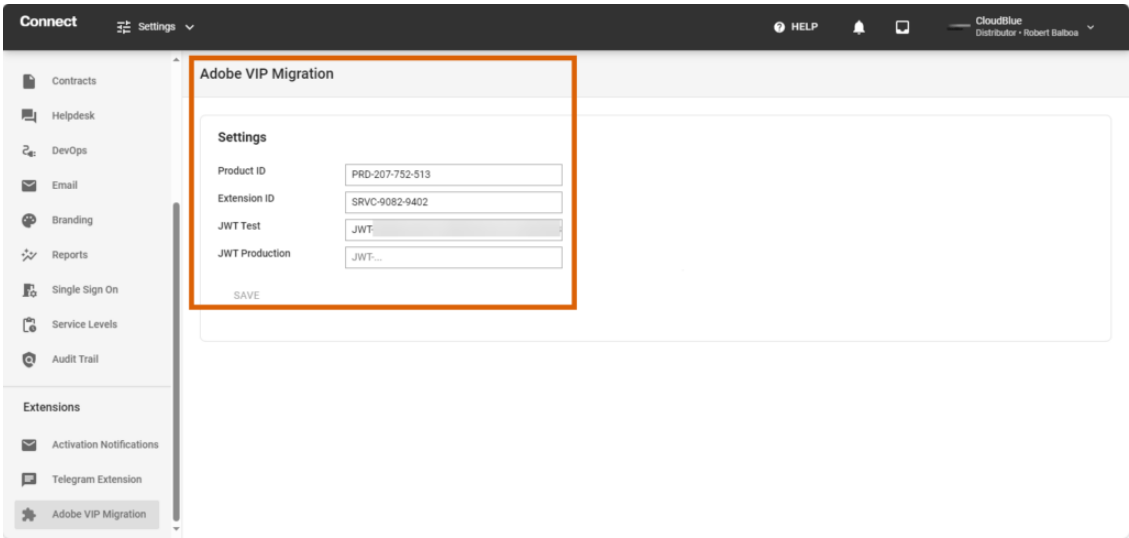 Connect
Settings
HELP
CloudBlue
Distributor • Robert Balboa
Contracts
Helpdesk
DevOps
Email
Branding
Reports
Single Sign On
Service Levels
Audit Trail
Extensions
Activation Notifications
Telegram Extension
Adobe VIP Migration
Adobe VIP Migration
Settings
Product ID
PRD-207-752-513
Extension ID
SRVC-9082-9402
JWT Test
JWT-
JWT Production
JWT-...
SAVE